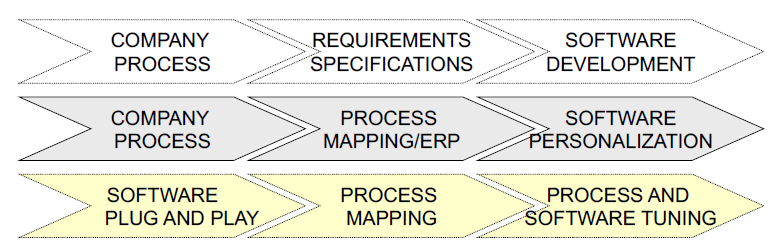 COMPANY
PROCESS
REQUIREMENTS
SPECIFICATIONS
SOFTWARE
DEVELOPMENT
COMPANY
PROCESS
PROCESS
MAPPING/ERP
SOFTWARE
PERSONALIZATION
SOFTWARE
PLUG AND PLAY
PROCESS
MAPPING
PROCESS AND
SOFTWARE TUNING